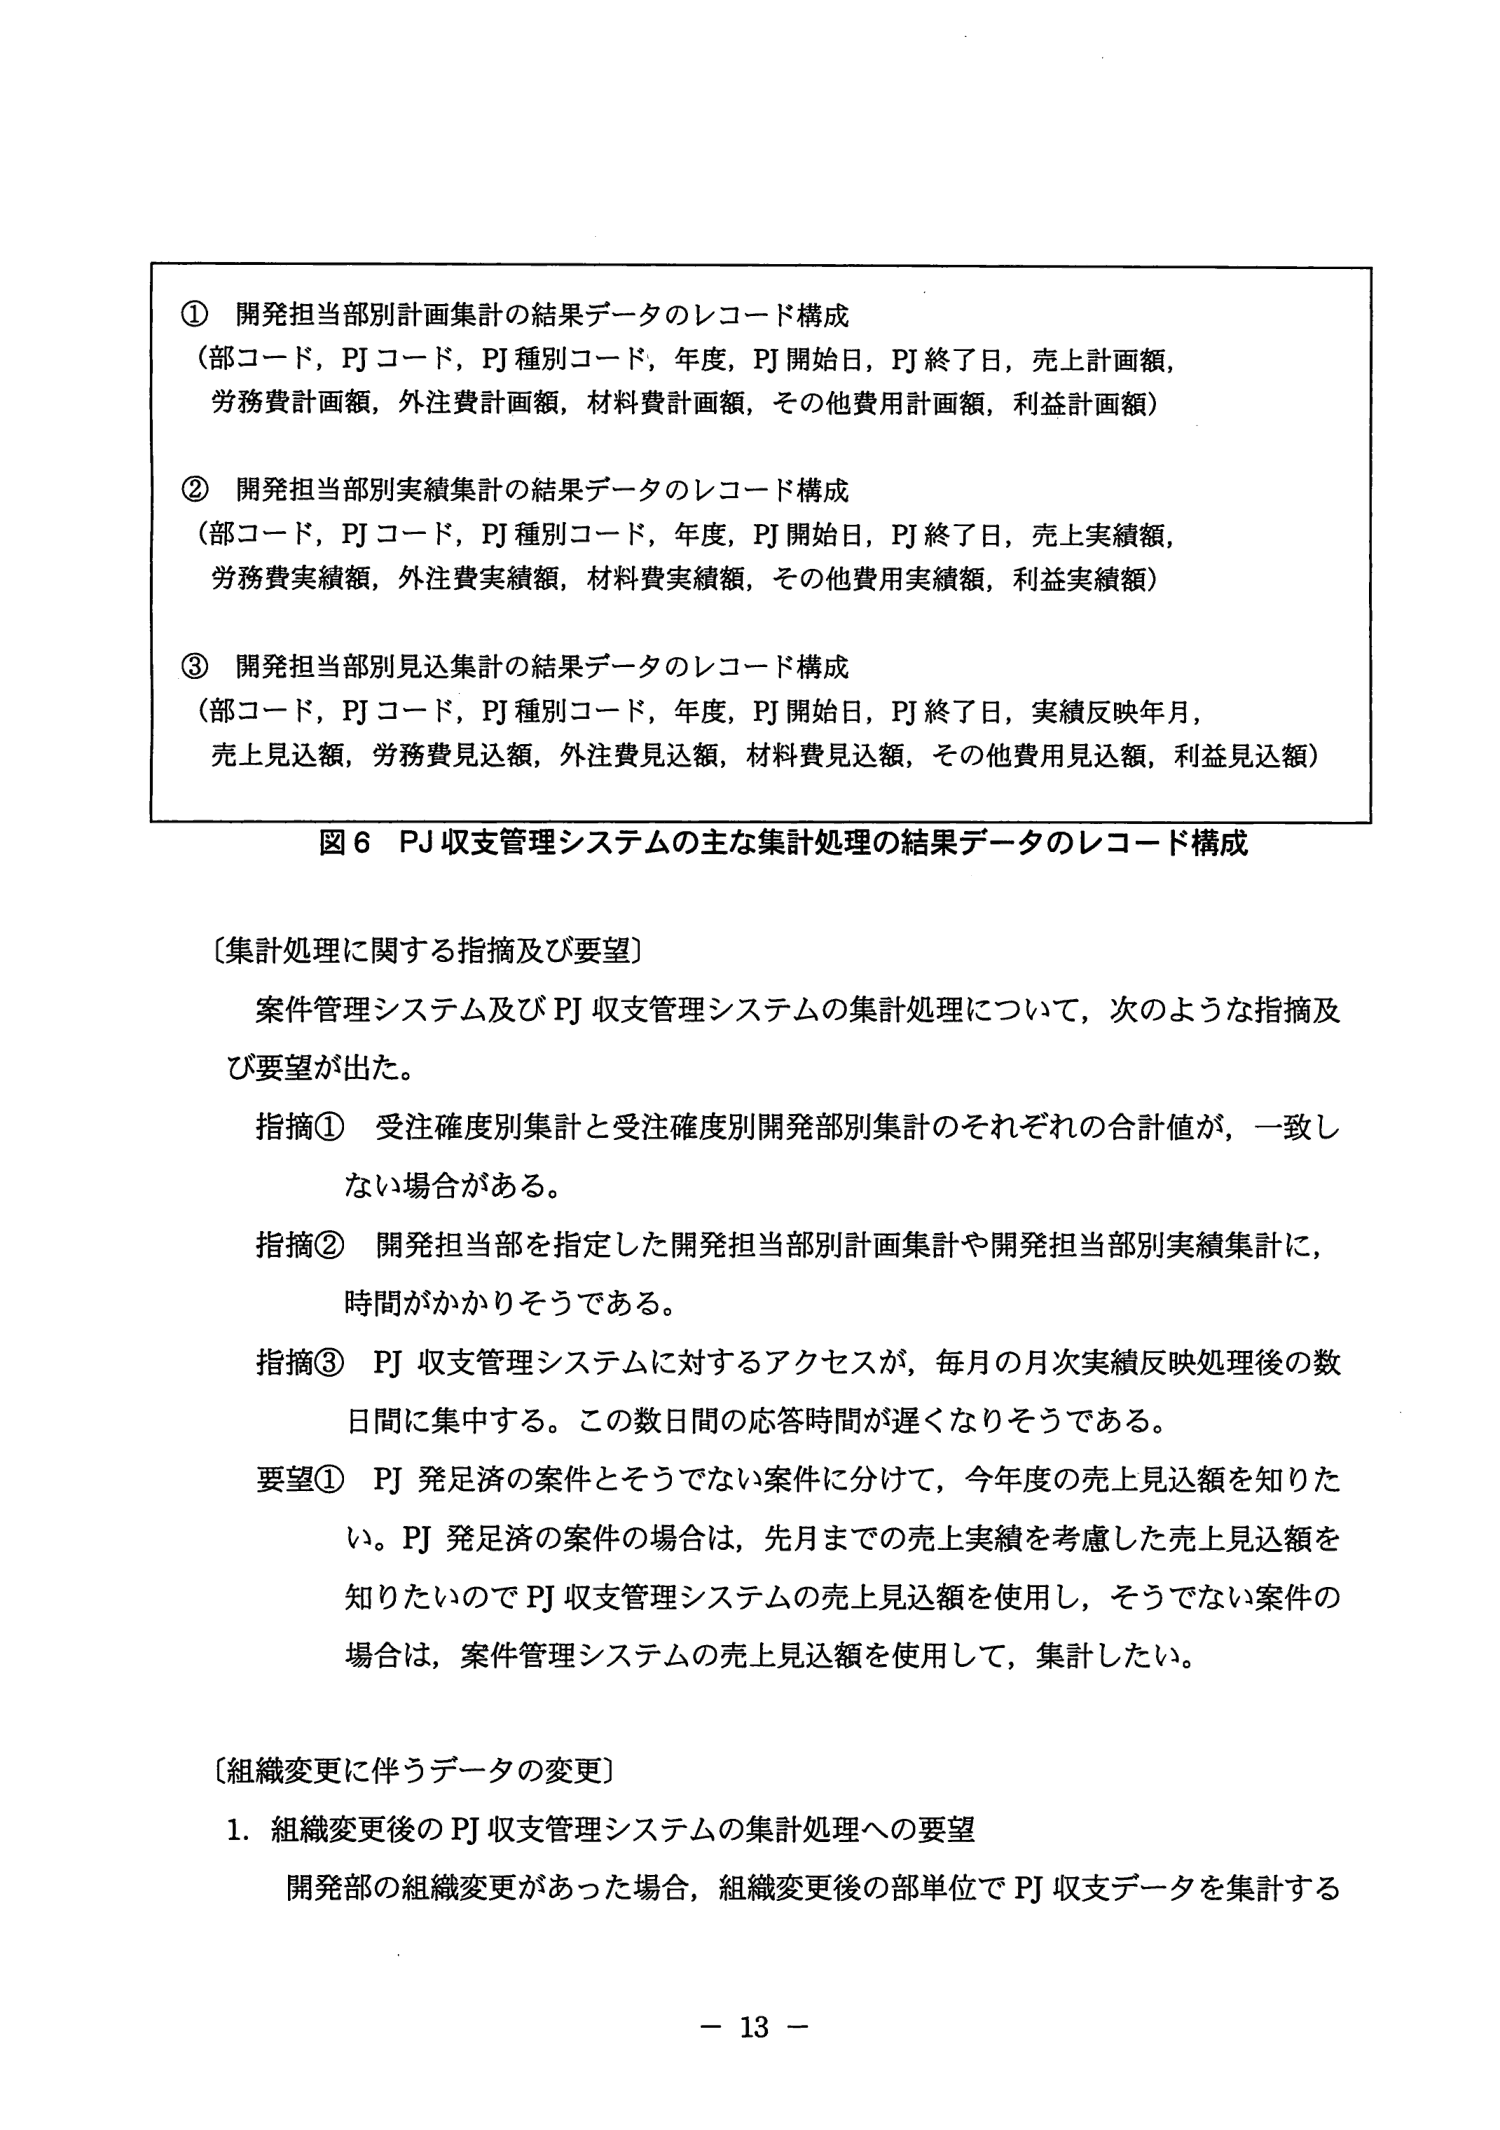 ① 開発担当部別計画集計の結果データのレコード構成
（部コード，PJ コード，PJ 種別コード，年度，PJ 開始日，PJ 終了日，売上計画額，
労務費計画額，外注費計画額，材料費計画額，その他費用計画額，利益計画額）
② 開発担当部別実績集計の結果データのレコード構成
（部コード，PJ コード，PJ 種別コード，年度，PJ 開始日，PJ 終了日，売上実績額，
労務費実績額，外注費実績額，材料費実績額，その他費用実績額，利益実績額）
③ 開発担当部別見込集計の結果データのレコード構成
（部コード，PJ コード，PJ 種別コード，年度，PJ 開始日，PJ 終了日，実績反映年月，
売上見込額，労務費見込額，外注費見込額，材料費見込額，その他費用見込額，利益見込額）
図６ PJ 収支管理システムの主な集計処理の結果データのレコード構成
〔集計処理に関する指摘及び要望〕
案件管理システム及び PJ 収支管理システムの集計処理について，次のような指摘及
び要望が出た。
指摘① 受注確度別集計と受注確度別開発部別集計のそれぞれの合計値が，一致し
ない場合がある。
指摘② 開発担当部を指定した開発担当部別計画集計や開発担当部別実績集計に，
時間がかかりそうである。
指摘③ PJ 収支管理システムに対するアクセスが，毎月の月次実績反映処理後の数
日間に集中する。この数日間の応答時間が遅くなりそうである。
要望① PJ 発足済の案件とそうでない案件に分けて，今年度の売上見込額を知りた
い。PJ 発足済の案件の場合は，先月までの売上実績を考慮した売上見込額を
知りたいので PJ 収支管理システムの売上見込額を使用し，そうでない案件の
場合は，案件管理システムの売上見込額を使用して，集計したい。
〔組織変更に伴うデータの変更〕
1. 組織変更後の PJ 収支管理システムの集計処理への要望
開発部の組織変更があった場合，組織変更後の部単位で PJ 収支データを集計する
－ 13 －